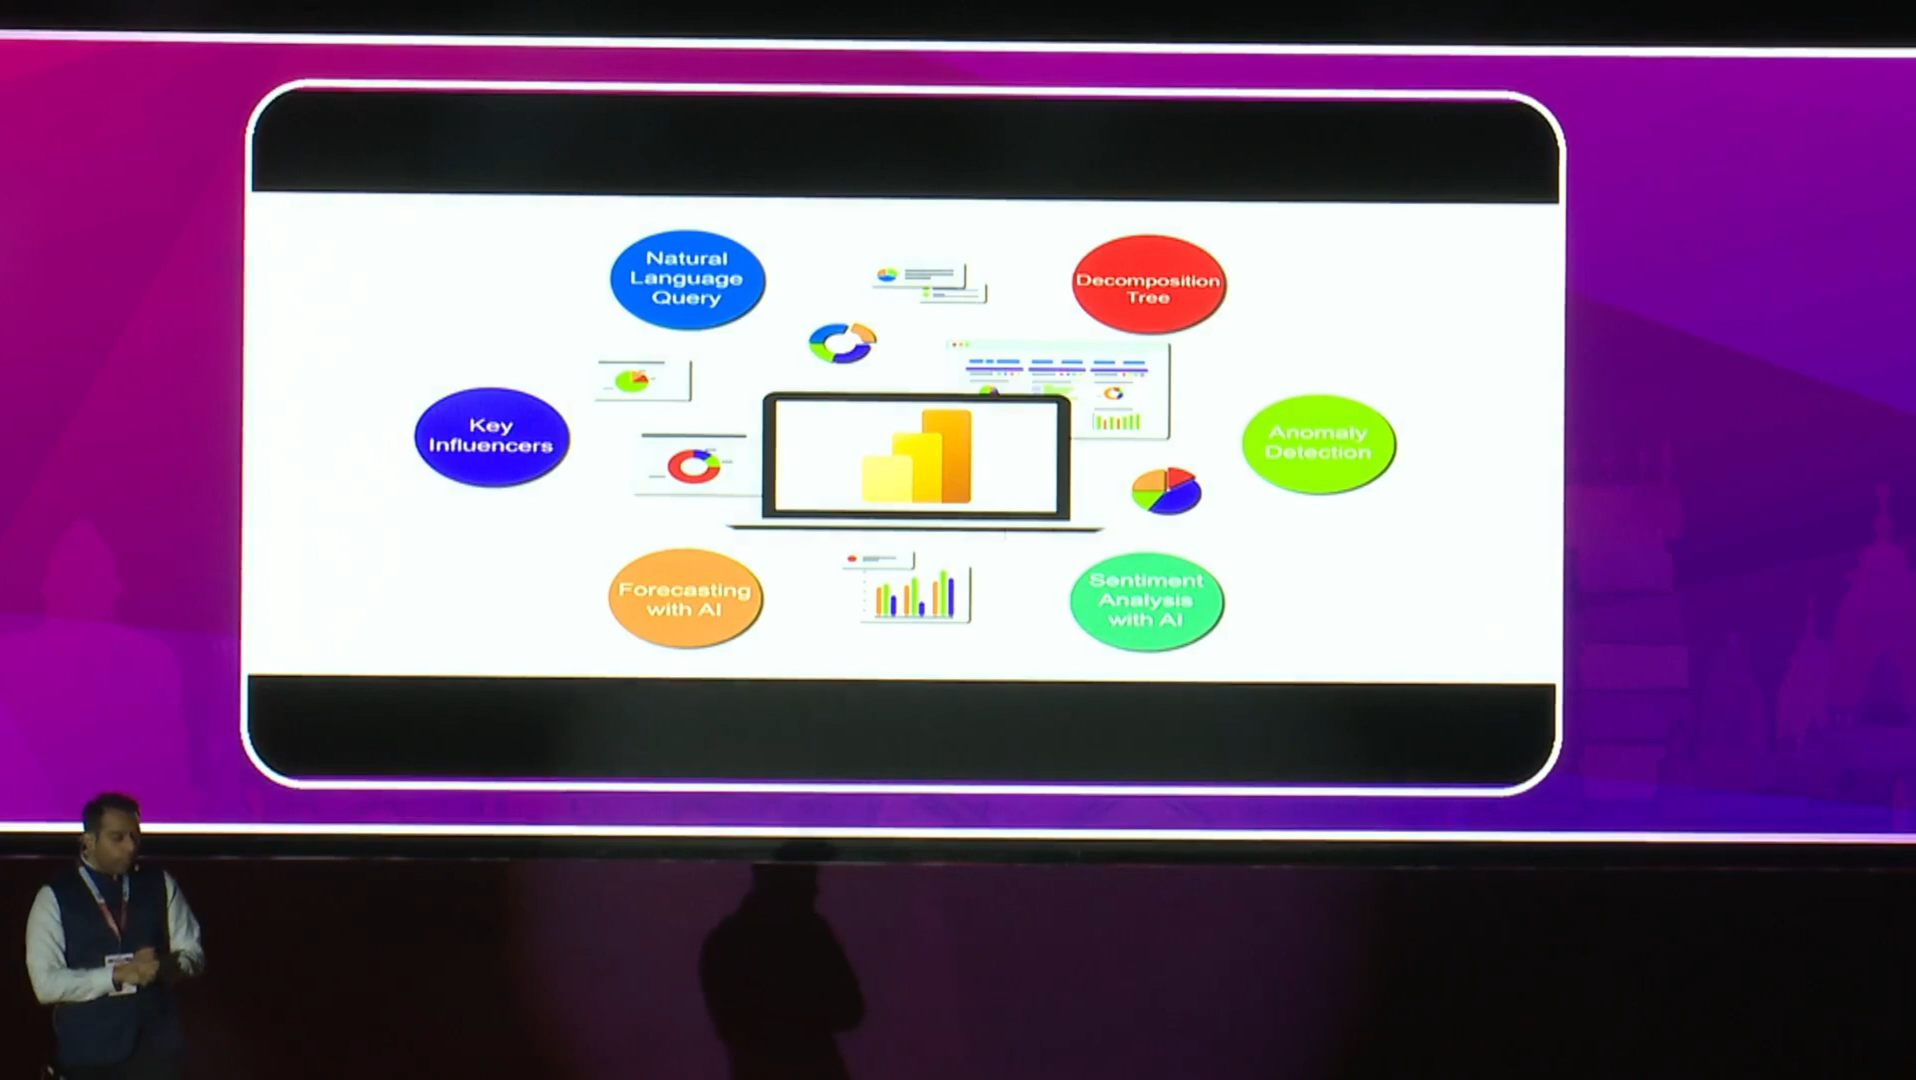 Natural
Language
Query
Decomposition
Tree
Key
Influencers
Anomaly
Detection
Forecasting
with AI
Sentiment
Analysis
with AI